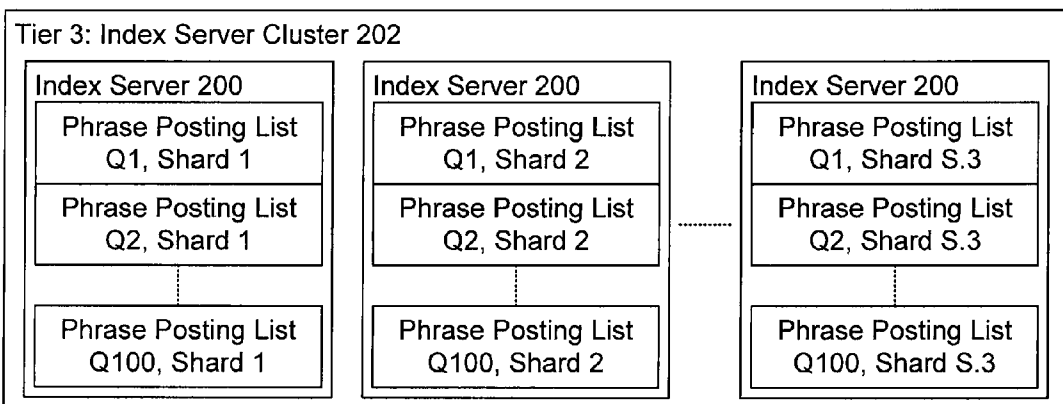 Tier 3: Index Server Cluster 202
Index Server 200
Phrase Posting List
Q1, Shard 1
Phrase Posting List
Q2, Shard 1
Phrase Posting List
Q100, Shard 1
Index Server 200
Phrase Posting List
Q1, Shard 2
Phrase Posting List
Q2, Shard 2
Phrase Posting List
Q100, Shard 2
Index Server 200
Phrase Posting List
Q1, Shard S.3
Phrase Posting List
Q2, Shard S.3
Phrase Posting List
Q100, Shard S.3